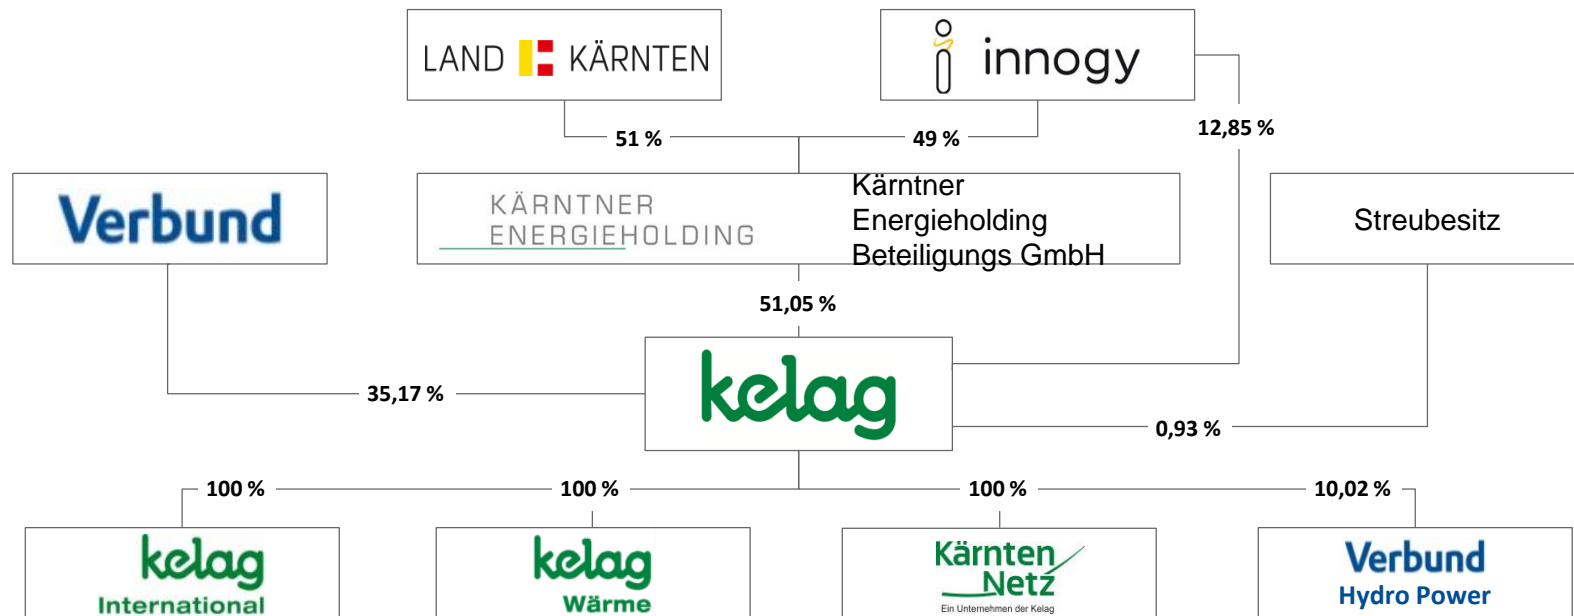 LAND KÄRNTEN
innogy
51 %
49 %
12,85 %
Verbund
KÄRNTNER
ENERGIEHOLDING
Kärntner
Energieholding
Beteiligungs GmbH
Streubesitz
51,05 %
kelag
35,17 %
0,93 %
100 %
100 %
100 %
10,02 %
kelag
International
kelag
Wärme
Kärnten
Netz
Ein Unternehmen der Kelag
Verbund
Hydro Power